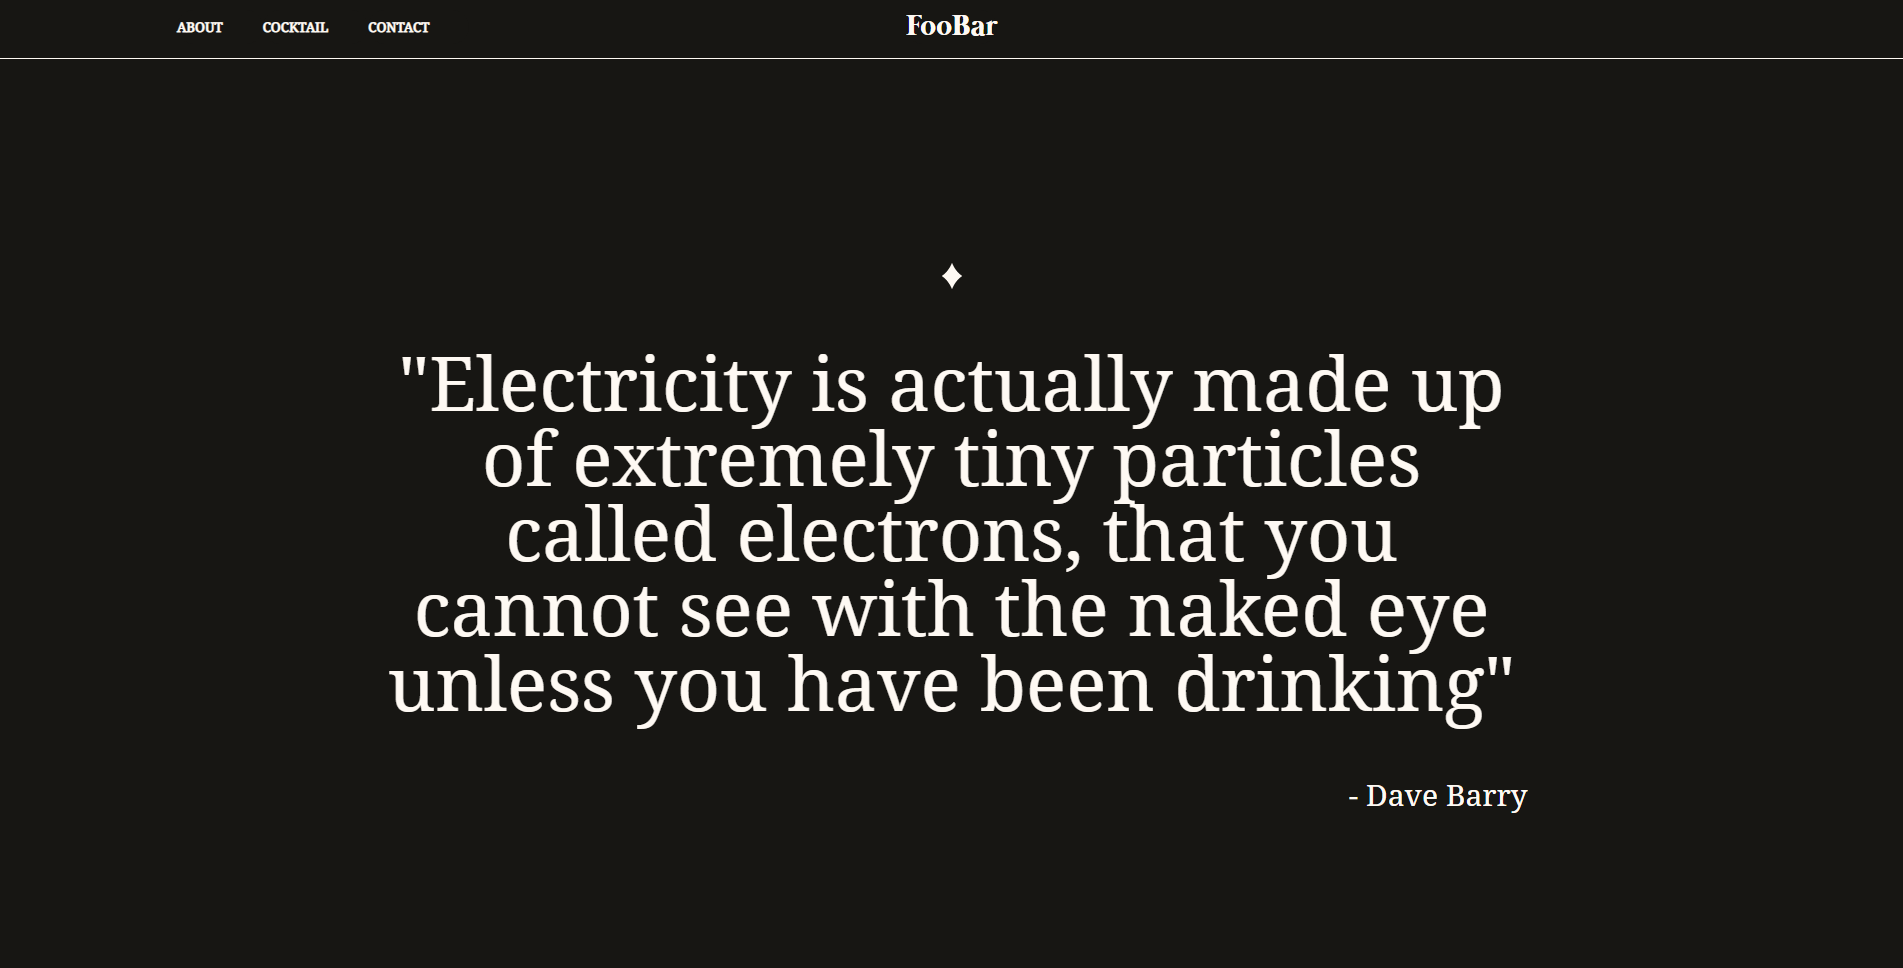 ABOUT COCKTAIL CONTACT FooBar
"Electricity is actually made up
of extremely tiny particles
called electrons, that you
cannot see with the naked eye
unless you have been drinking"
- Dave Barry